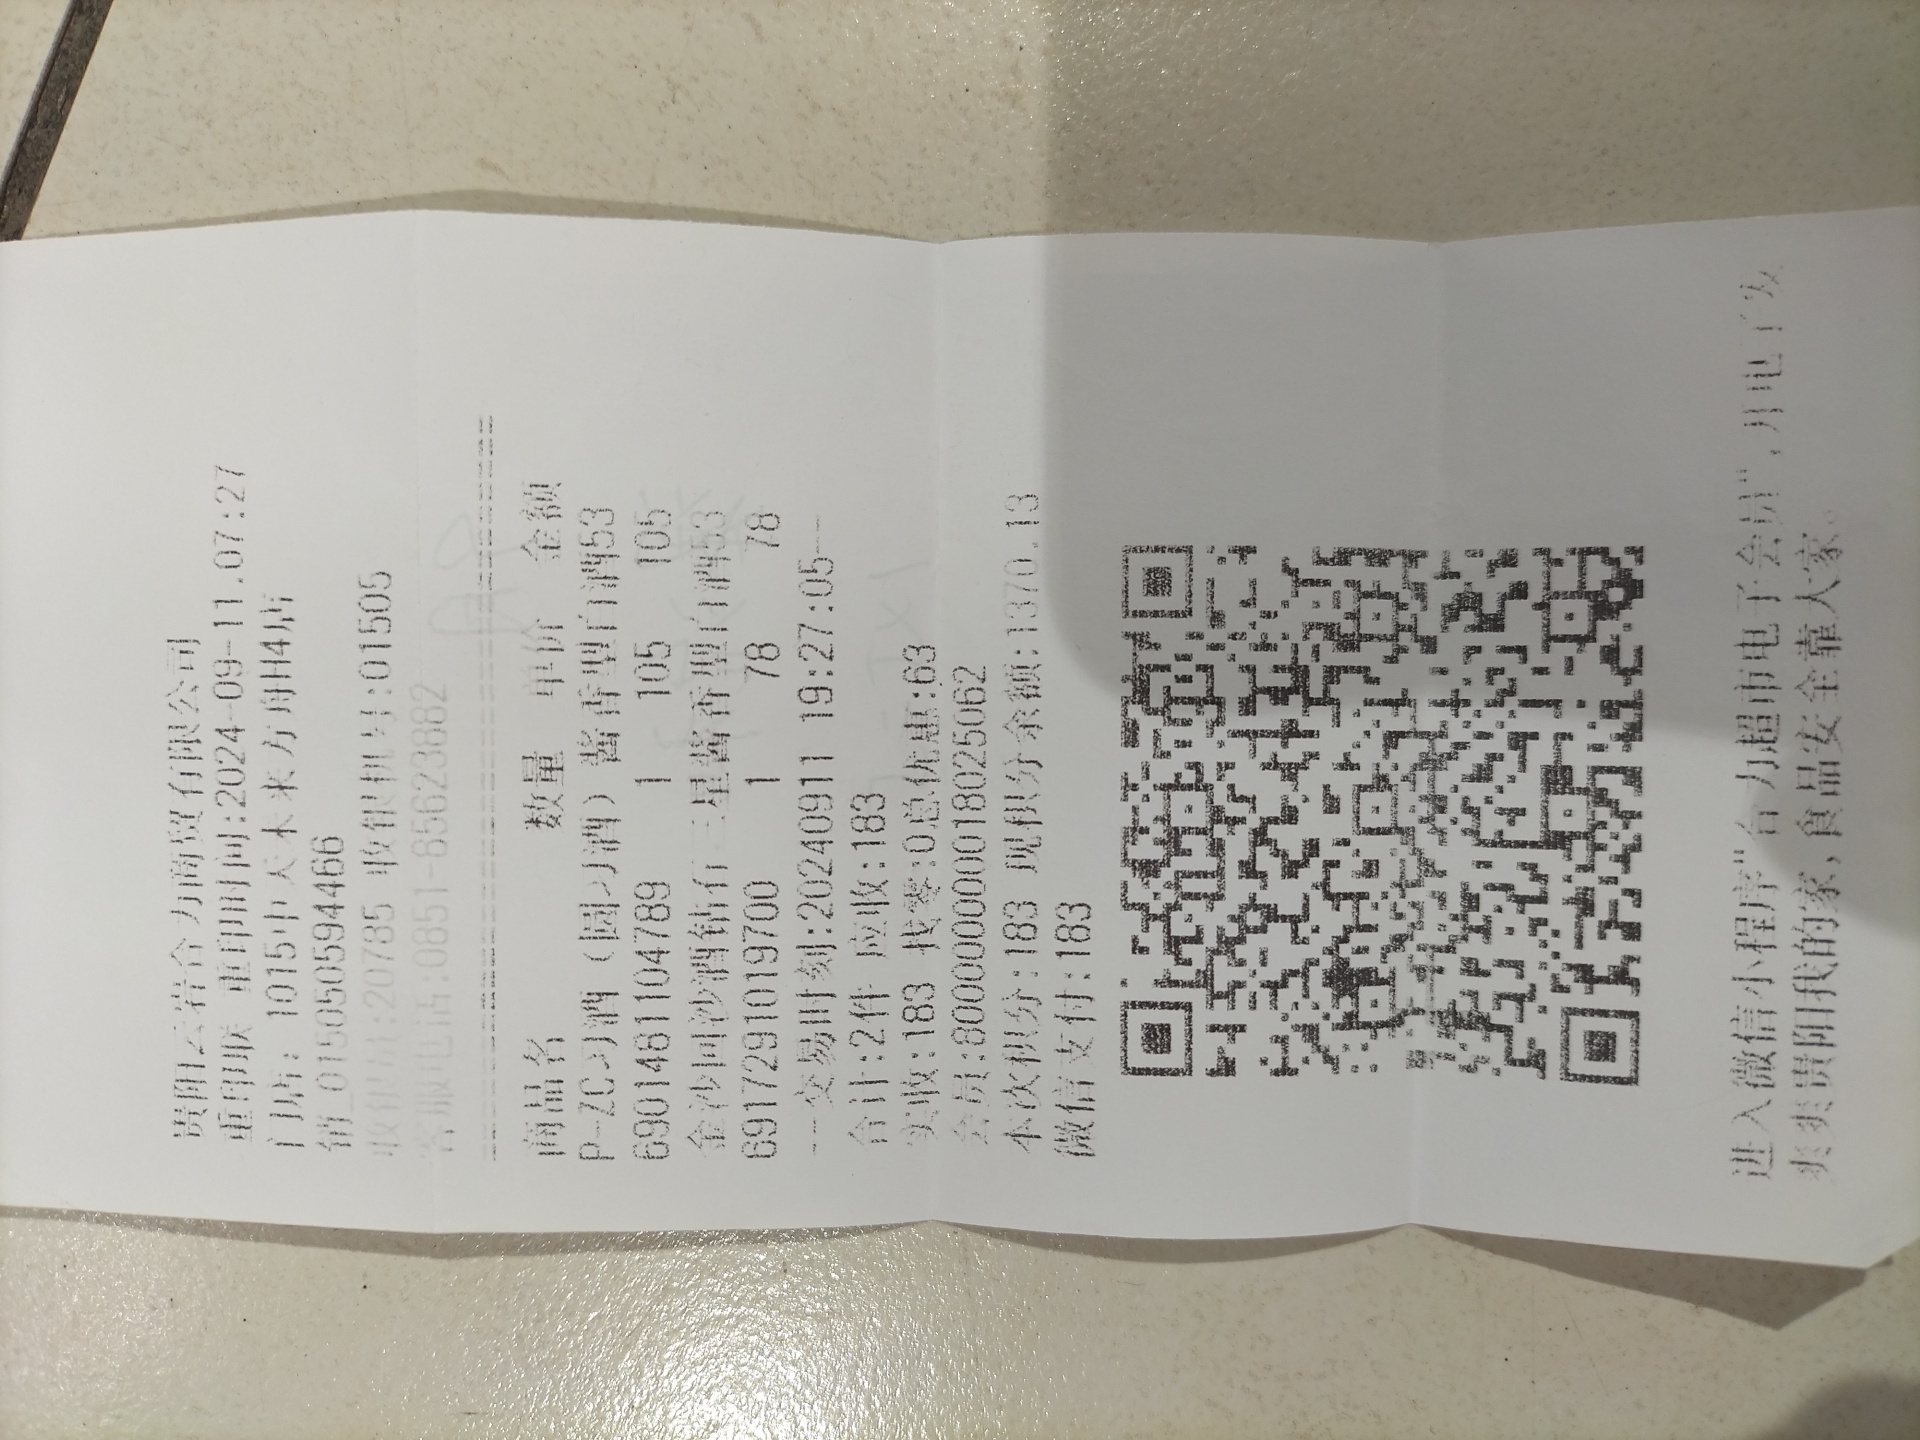 贵阳云岩合力商贸有限公司
重印联 重印时间:2024-09-11.07:27
门店: 1015中天未来方舟H4店
销_015050594466
收银员:20785 收银机号:01505
客服电话:0851-85623882
商品名 数量 单价 金额
P-ZC习酒(圆习酒)酱香型白酒53
6901481104789 1 105 105
金沙回沙酒钻石三星酱香型白酒53
6917291019700 1 78 78
--交易时刻:20240911 19:27:05--
合计:2件 应收:183
实收:183 找零:0总优惠:63
会员:80000000018025062
本次积分:183 现积分余额:1370.13
微信支付:183
进入微信小程序"合力超市电子会员",开电子发
爽爽贵阳我的家,食品安全靠大家。